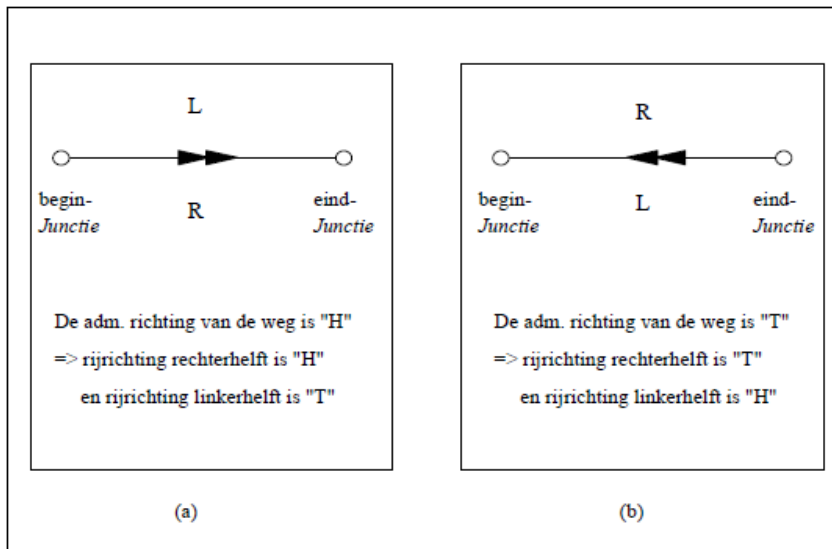 L
begin-
Junctie
R
eind-
Junctie
De adm. richting van de weg is "H"
=> rijrichting rechterhelft is "H"
en rijrichting linkerhelft is "T"
(a)
R
begin-
Junctie
L
eind-
Junctie
De adm. richting van de weg is "T"
=> rijrichting rechterhelft is "T"
en rijrichting linkerhelft is "H"
(b)